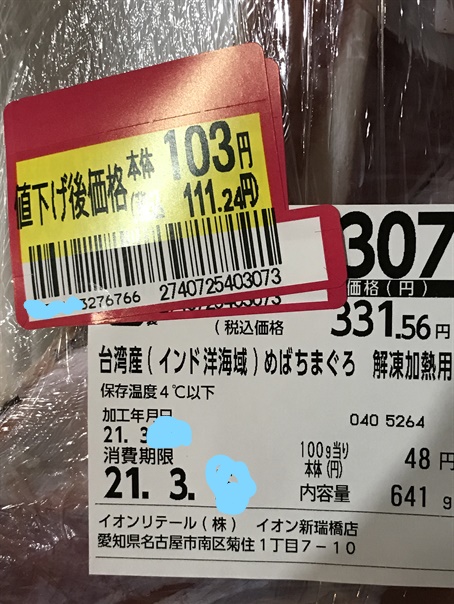 値下げ後価格 本体 103円
111.24円)
3276766 2740725403073
307
価格(円)
(税込価格 331.56円
台湾産(インド洋海域)めばちまぐろ 解凍加熱用
保存温度4℃以下
加工年月日 040 5264
21.3
消費期限 100g当り本体(円) 48円
21. 3. 内容量 641g
イオンリテール(株) イオン新瑞橋店
愛知県名古屋市南区菊住1丁目7-10